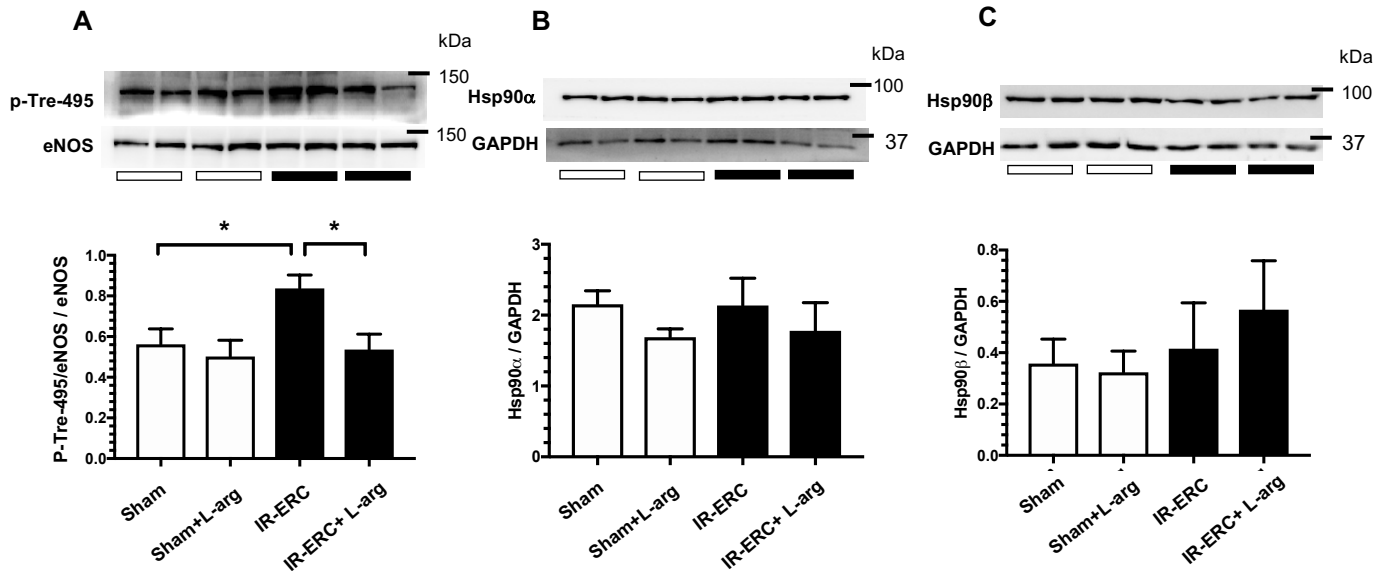 A
kDa
150
p-Tre-495
150
eNOS
*
*
P-Tre-495/eNOS / eNOS
1.0
0.8
0.6
0.4
0.2
0.0
Sham
Sham+L-arg
IR-ERC
IR-ERC+ L-arg
B
kDa
100
Hsp90α
GAPDH
37
Hsp90α / GAPDH
3
2
1
0
Sham
Sham+L-arg
IR-ERC
IR-ERC+ L-arg
C
kDa
100
Hsp90β
37
GAPDH
Hsp90β / GAPDH
0.8
0.6
0.4
0.2
0.0
Sham
Sham+L-arg
IR-ERC
IR-ERC+ L-arg